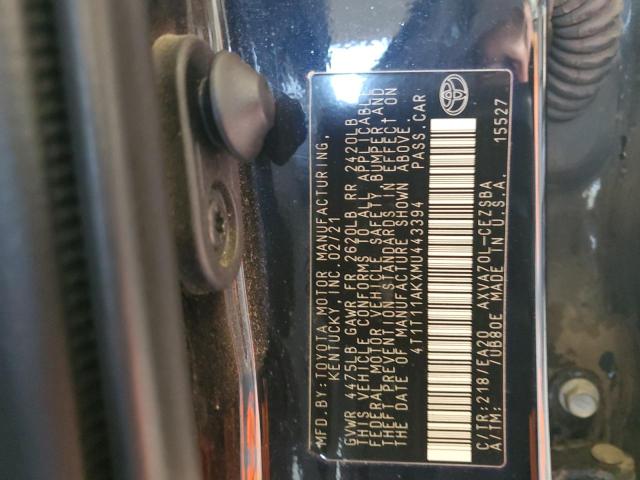 MFD.BY:TOYOTA MOTOR MANUFACTURING,
KENTUCKY, INC. 02/21
GVWR 4475LB GAWR FR 2620LB RR 2420LB
THIS VEHICLE CONFORMS TO ALL APPLICABLE
FEDERAL MOTOR VEHICLE SAFETY, BUMPER AND
THEFT PREVENTION STANDARDS IN EFFECT ON
THE DATE OF MANUFACTURE SHOWN ABOVE.
4T1T11AKXMU443394 PASS.CAR
C/TR:218/EA20 AXVA70L-CEZSBA
A/TM: /UB80E MADE IN U.S.A. 15527